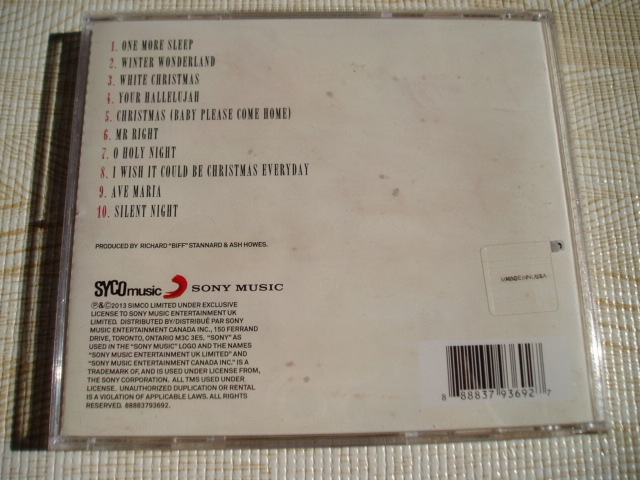 1. ONE MORE SLEEP
2. WINTER WONDERLAND
3. WHITE CHRISTMAS
4. YOUR HALLELUJAH
5. CHRISTMAS (BABY PLEASE COME HOME)
6. MR RIGHT
7. O HOLY NIGHT
8. I WISH IT COULD BE CHRISTMAS EVERYDAY
9. AVE MARIA
10. SILENT NIGHT
PRODUCED BY RICHARD "BIFF" STANNARD & ASH HOWES.
SYCOmusic SONY MUSIC
℗&©2013 SIMCO LIMITED UNDER EXCLUSIVE
LICENSE TO SONY MUSIC ENTERTAINMENT UK
LIMITED. DISTRIBUTED BY/DISTRIBUÉ PAR SONY
MUSIC ENTERTAINMENT CANADA INC., 150 FERRAND
DRIVE, TORONTO, ONTARIO M3C 3E5. "SONY" AS
USED IN THE "SONY MUSIC" LOGO AND THE NAMES
"SONY MUSIC ENTERTAINMENT UK LIMITED" AND
"SONY MUSIC ENTERTAINMENT CANADA INC." IS A
TRADEMARK OF, AND IS USED UNDER LICENSE FROM,
THE SONY CORPORATION. ALL TMS USED UNDER
LICENSE. UNAUTHORIZED DUPLICATION OR RENTAL
IS A VIOLATION OF APPLICABLE LAWS. ALL RIGHTS
RESERVED. 88883793692.
8 88837 93692 7